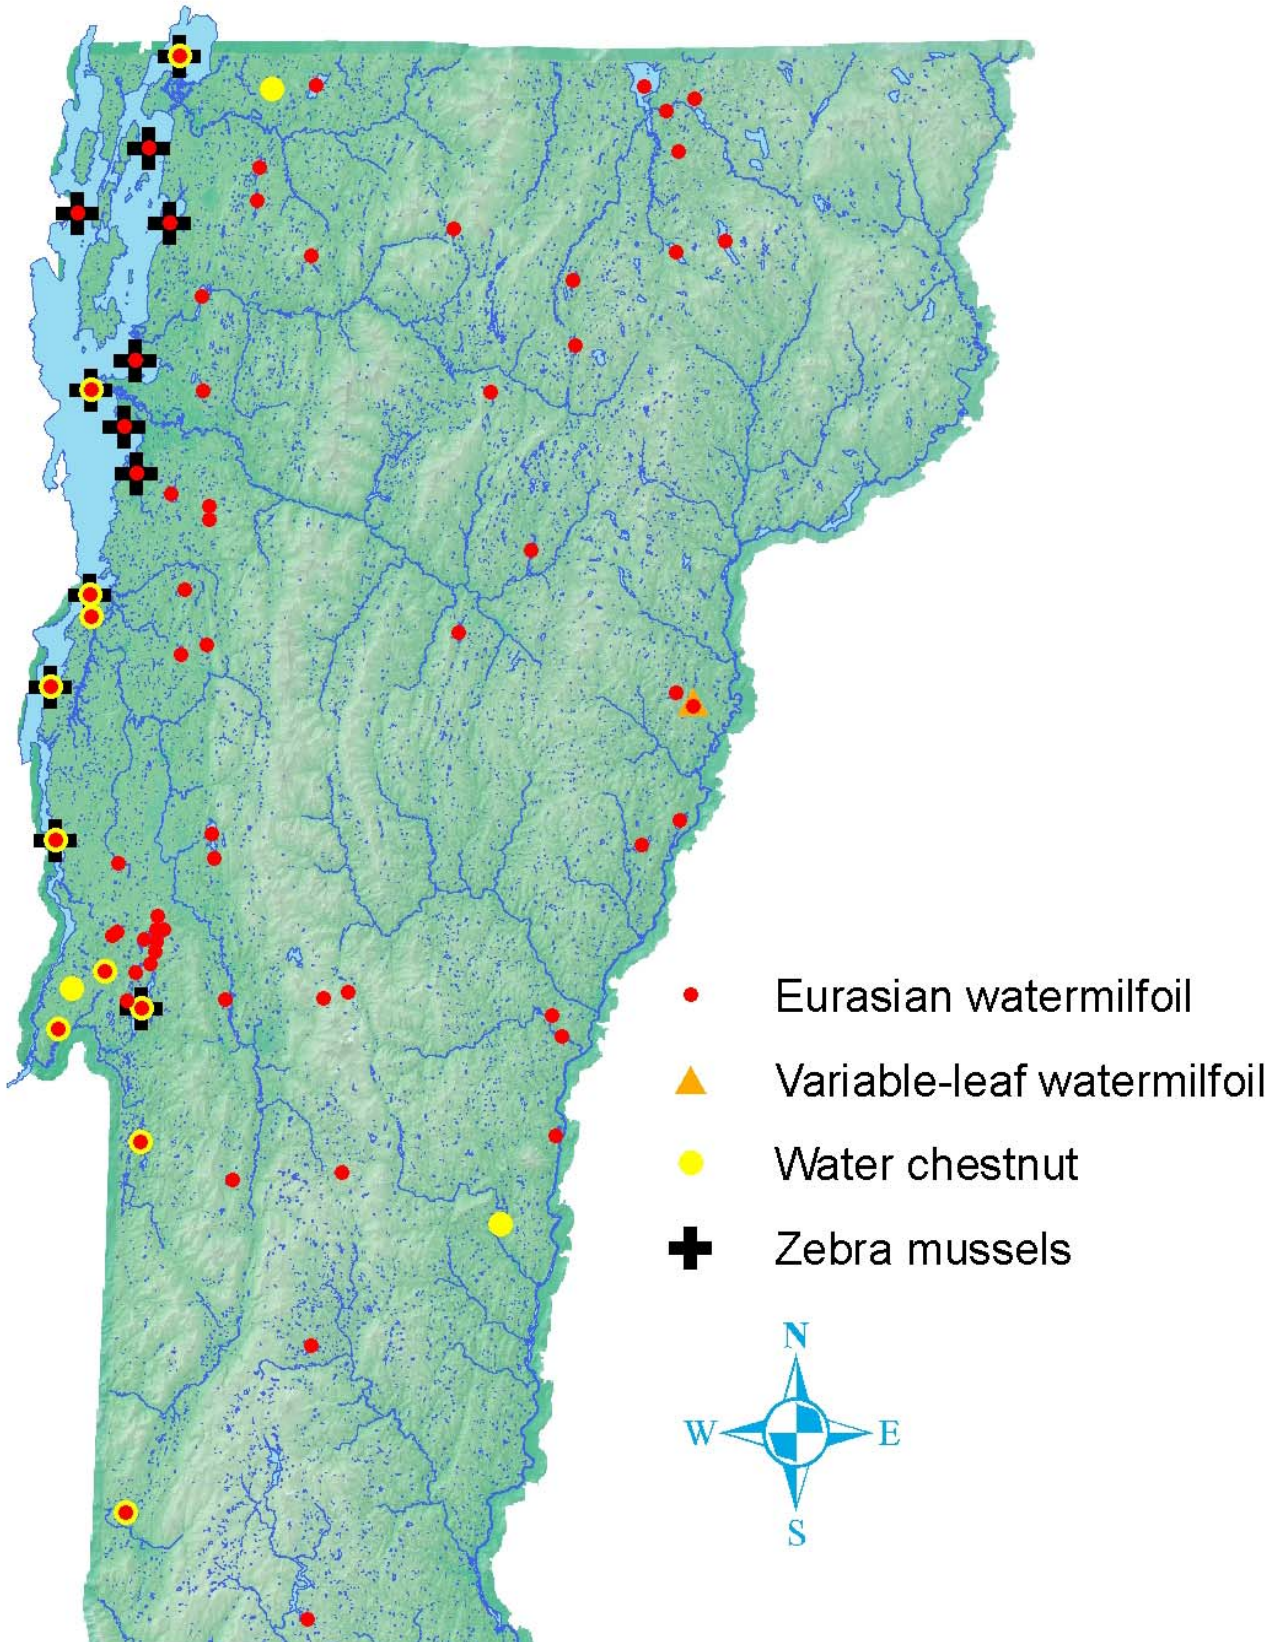 Eurasian watermilfoil
Variable-leaf watermilfoil
Water chestnut
Zebra mussels
N
W E
S